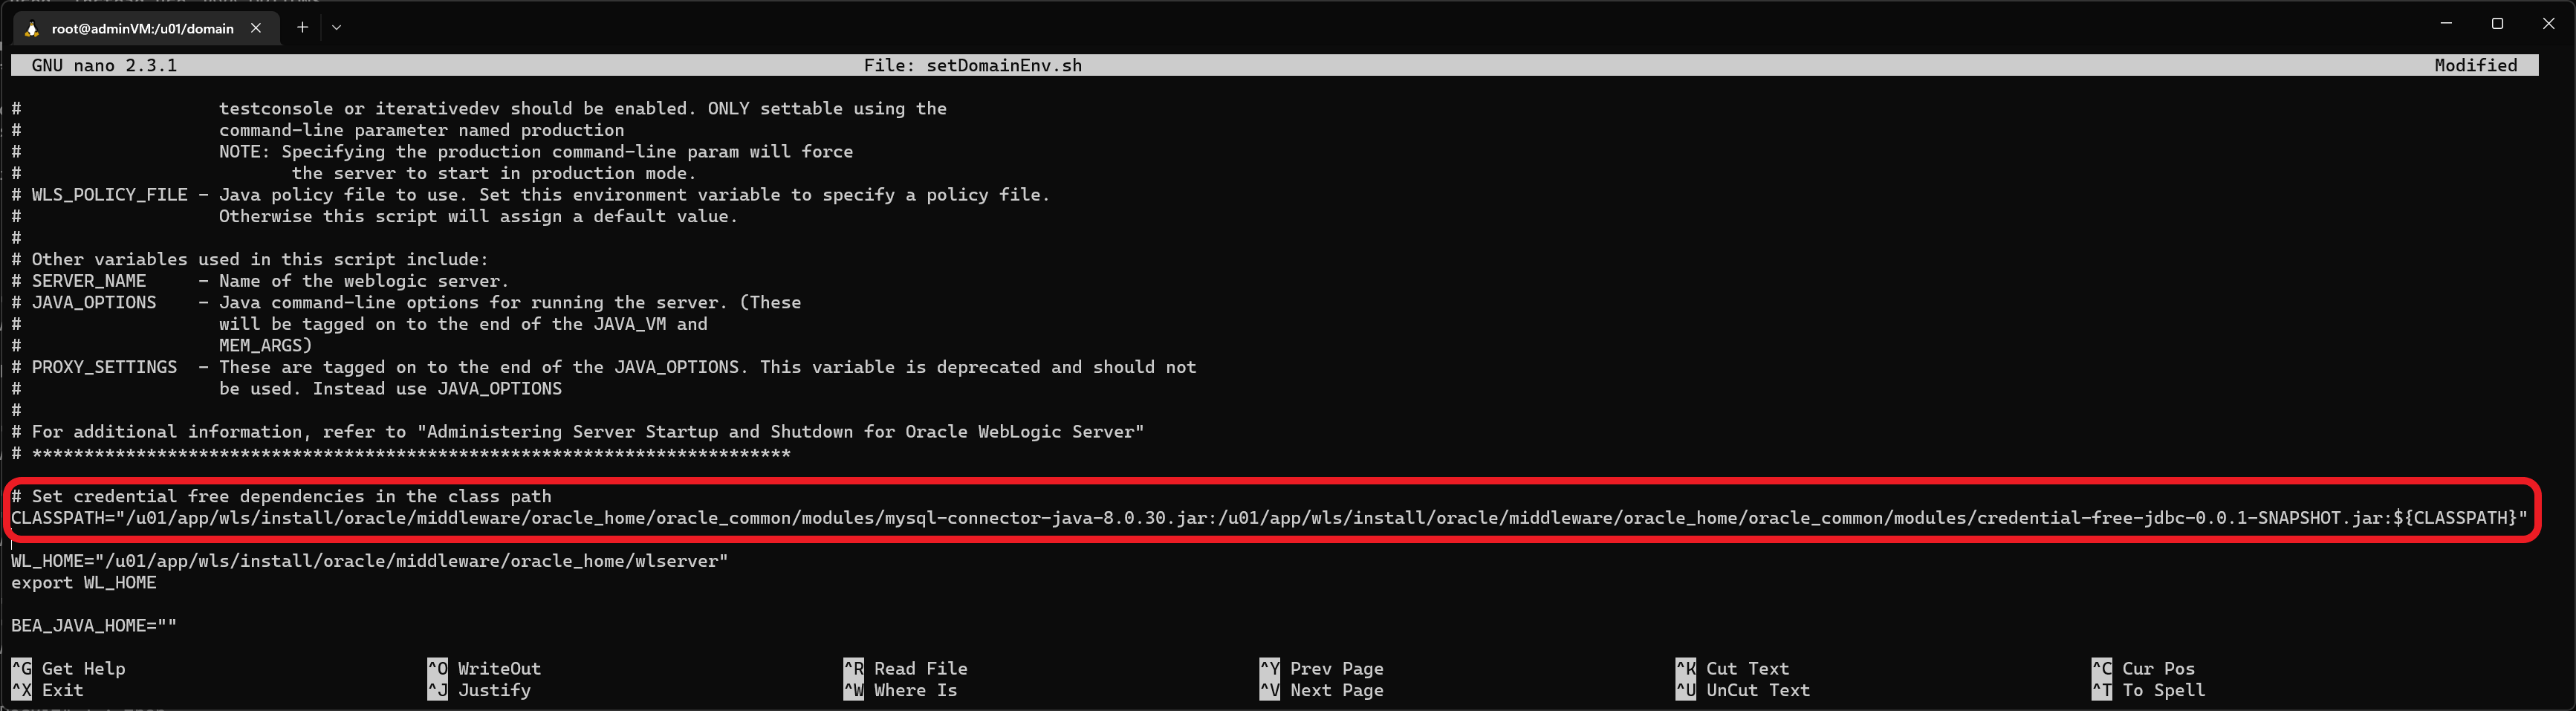 root@adminVM:/u01/domain
GNU nano 2.3.1 File: setDomainEnv.sh Modified
# testconsole or iterativedev should be enabled. ONLY settable using the
# command-line parameter named production
# NOTE: Specifying the production command-line param will force
# the server to start in production mode.
# WLS_POLICY_FILE - Java policy file to use. Set this environment variable to specify a policy file.
# Otherwise this script will assign a default value.
#
# Other variables used in this script include:
# SERVER_NAME - Name of the weblogic server.
# JAVA_OPTIONS - Java command-line options for running the server. (These
# will be tagged on to the end of the JAVA_VM and
# MEM_ARGS)
# PROXY_SETTINGS - These are tagged on to the end of the JAVA_OPTIONS. This variable is deprecated and should not
# be used. Instead use JAVA_OPTIONS
#
# For additional information, refer to "Administering Server Startup and Shutdown for Oracle WebLogic Server"
# *************************************************************************
# Set credential free dependencies in the class path
CLASSPATH="/u01/app/wls/install/oracle/middleware/oracle_home/oracle_common/modules/mysql-connector-java-8.0.30.jar:/u01/app/wls/install/oracle/middleware/oracle_home/oracle_common/modules/credential-free-jdbc-0.0.1-SNAPSHOT.jar:${CLASSPATH}"
WL_HOME="/u01/app/wls/install/oracle/middleware/oracle_home/wlserver"
export WL_HOME
BEA_JAVA_HOME=""
^G Get Help ^O WriteOut ^R Read File ^Y Prev Page ^K Cut Text ^C Cur Pos
^X Exit ^J Justify ^W Where Is ^V Next Page ^U UnCut Text ^T To Spell